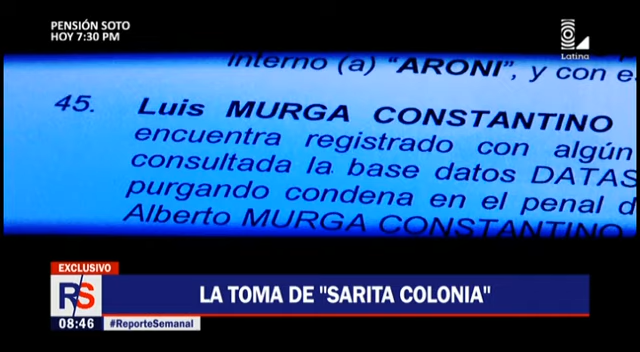 PENSIÓN SOTO
HOY 7:30 PM
Latina
Interno (a) "ARONI", y con
45. Luis MURGA CONSTANTINO
encuentra registrado con algún
consultada la base datos DATAS
purgando condena en el penal d
Alberto MURGA CONSTANTINO
EXCLUSIVO
R/S
LA TOMA DE "SARITA COLONIA"
08:46
#ReporteSemanal